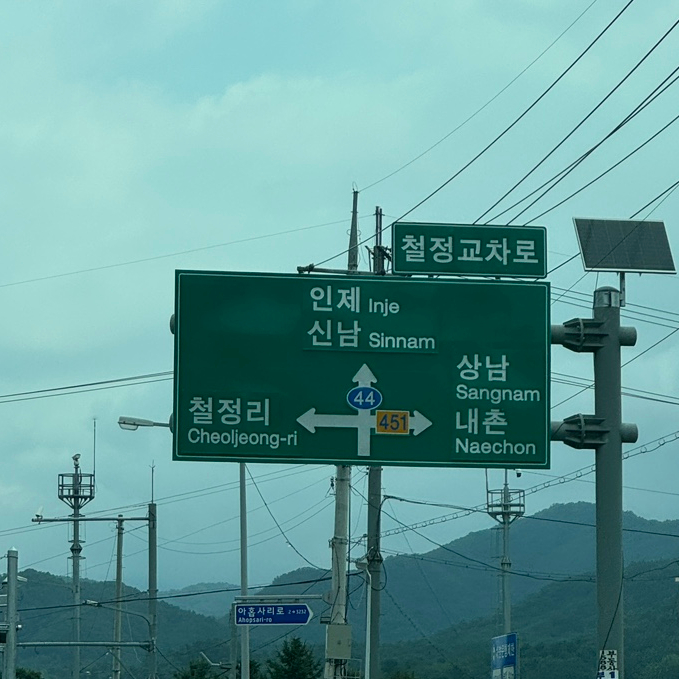 철정교차로
인제 Inje
신남 Sinnam
44
451
철정리
Cheoljeong-ri
상남
Sangnam
내촌
Naechon
아홉사리로
Ahopsari-ro